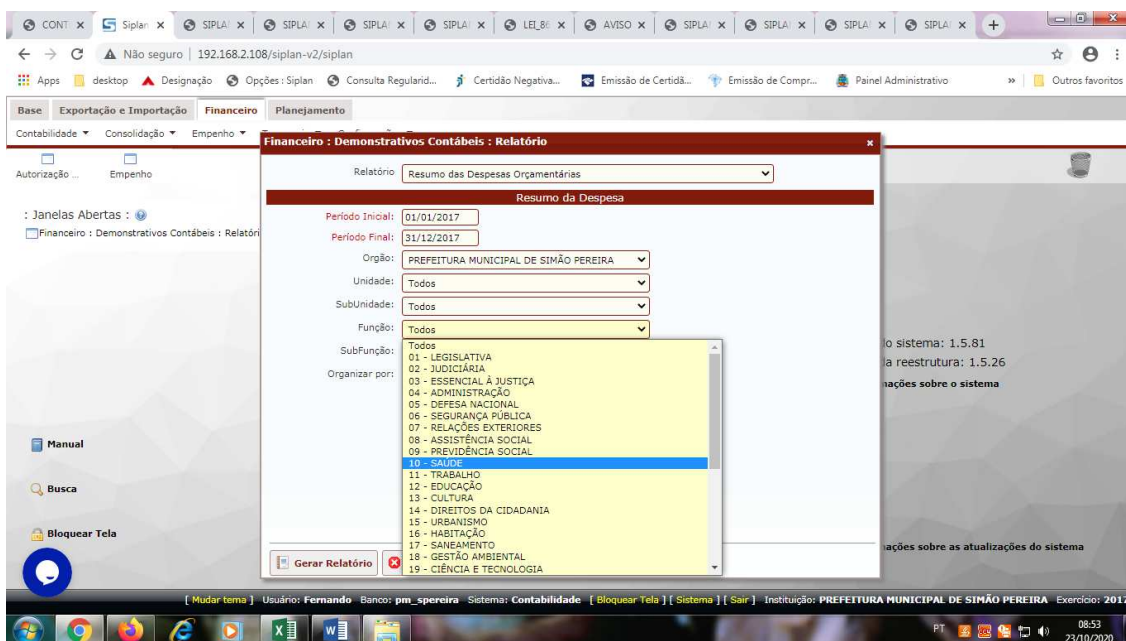 CONT x Siplan x SIPLA x SIPLA x SIPLA x SIPLA x LEI_86 x AVISO x SIPLA x SIPLA x SIPLA x SIPLA x +
Não seguro | 192.168.2.108/siplan-v2/siplan
Apps desktop Designação Opções : Siplan Consulta Regularid... Certidão Negativa... Emissão de Certidã... Emissão de Compr... Painel Administrativo » Outros favoritos
Base Exportação e Importação Financeiro Planejamento
Contabilidade Consolidação Empenho
Financeiro : Demonstrativos Contábeis : Relatório x
Autorização ... Empenho
Relatório Resumo das Despesas Orçamentárias
Resumo da Despesa
: Janelas Abertas :
Financeiro : Demonstrativos Contábeis : Relatóri
Período Inicial: 01/01/2017
Período Final: 31/12/2017
Orgão: PREFEITURA MUNICIPAL DE SIMÃO PEREIRA
Unidade: Todos
SubUnidade: Todos
Função: Todos
SubFunção:
Organizar por:
Todos
01 - LEGISLATIVA
02 - JUDICIÁRIA
03 - ESSENCIAL À JUSTIÇA
04 - ADMINISTRAÇÃO
05 - DEFESA NACIONAL
06 - SEGURANÇA PÚBLICA
07 - RELAÇÕES EXTERIORES
08 - ASSISTÊNCIA SOCIAL
09 - PREVIDÊNCIA SOCIAL
10 - SAÚDE
11 - TRABALHO
12 - EDUCAÇÃO
13 - CULTURA
14 - DIREITOS DA CIDADANIA
15 - URBANISMO
16 - HABITAÇÃO
17 - SANEAMENTO
18 - GESTÃO AMBIENTAL
19 - CIÊNCIA E TECNOLOGIA
lo sistema: 1.5.81
la reestrutura: 1.5.26
mações sobre o sistema
Manual
Busca
Bloquear Tela
Gerar Relatório
ações sobre as atualizações do sistema
[ Mudar tema ] Usuário: Fernando Banco: pm_spereira Sistema: Contabilidade [ Bloquear Tela ] [ Sistema ] [ Sair ] Instituição: PREFEITURA MUNICIPAL DE SIMÃO PEREIRA Exercício: 2017
PT 08:53
23/10/2020